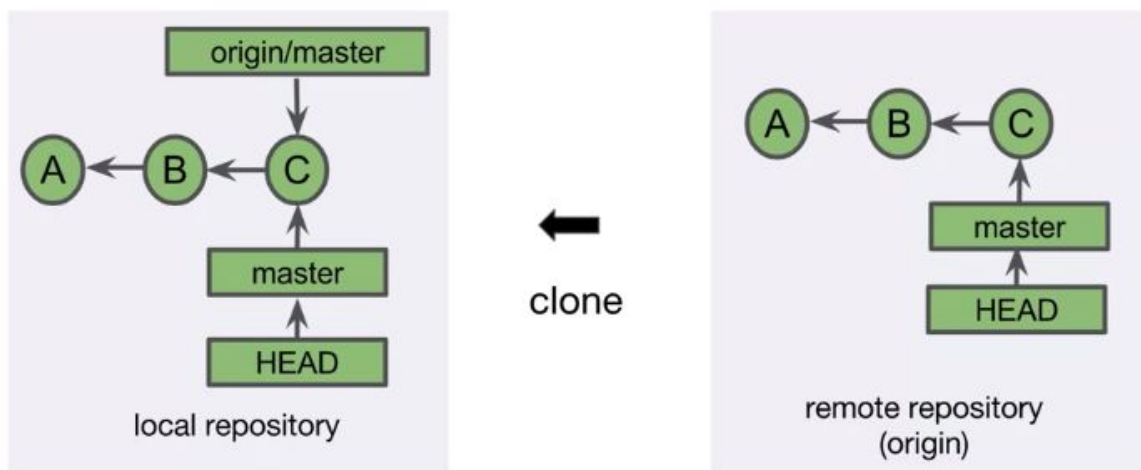 origin/master
A
B
C
master
HEAD
local repository
clone
A
B
C
master
HEAD
remote repository
(origin)